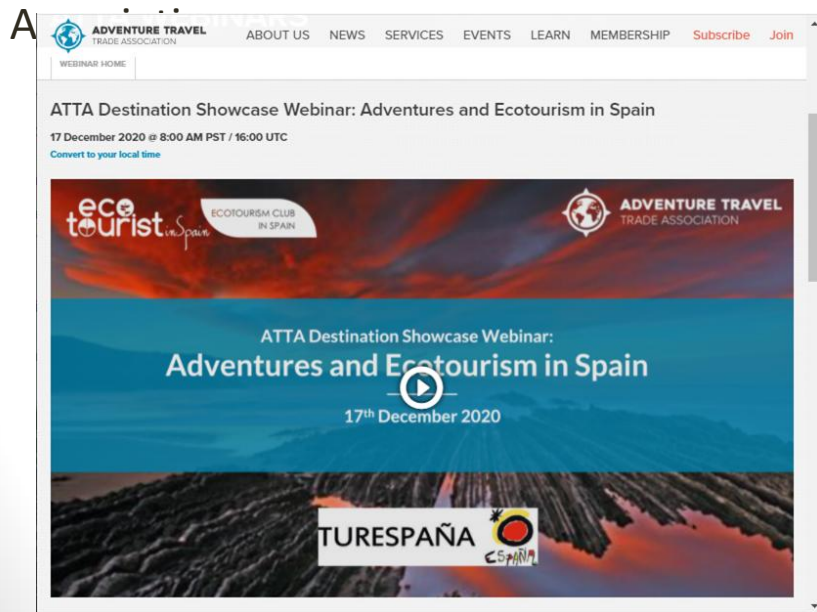 ADVENTURE TRAVEL
TRADE ASSOCIATION
ABOUT US NEWS SERVICES EVENTS LEARN MEMBERSHIP Subscribe Join
WEBINAR HOME
ATTA Destination Showcase Webinar: Adventures and Ecotourism in Spain
17 December 2020 @ 8:00 AM PST / 16:00 UTC
Convert to your local time
eco
tourist in Spain
ECOTOURISM CLUB
IN SPAIN
ADVENTURE TRAVEL
TRADE ASSOCIATION
ATTA Destination Showcase Webinar:
Adventures and Ecotourism in Spain
17th December 2020
TURESPAÑA
ESPAÑA